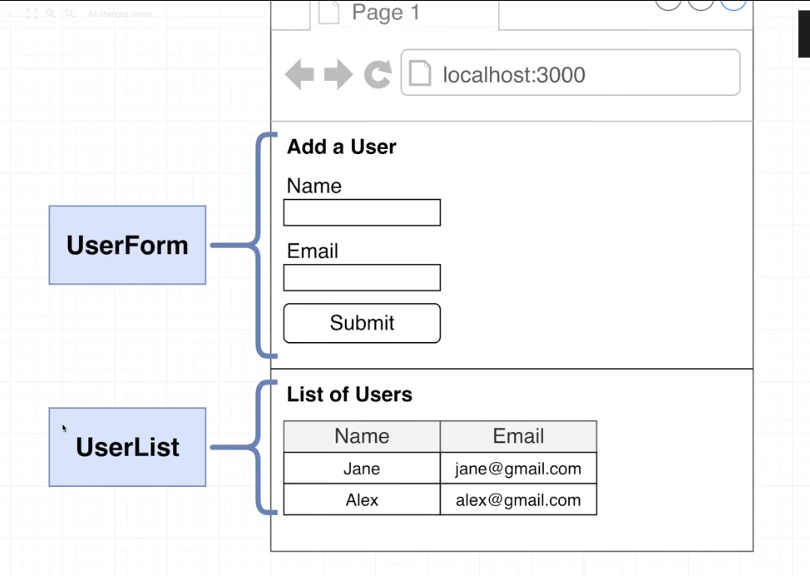 All changes saved
Page 1
localhost:3000
Add a User
Name
Email
Submit
UserForm
List of Users
Name Email
Jane jane@gmail.com
Alex alex@gmail.com
UserList